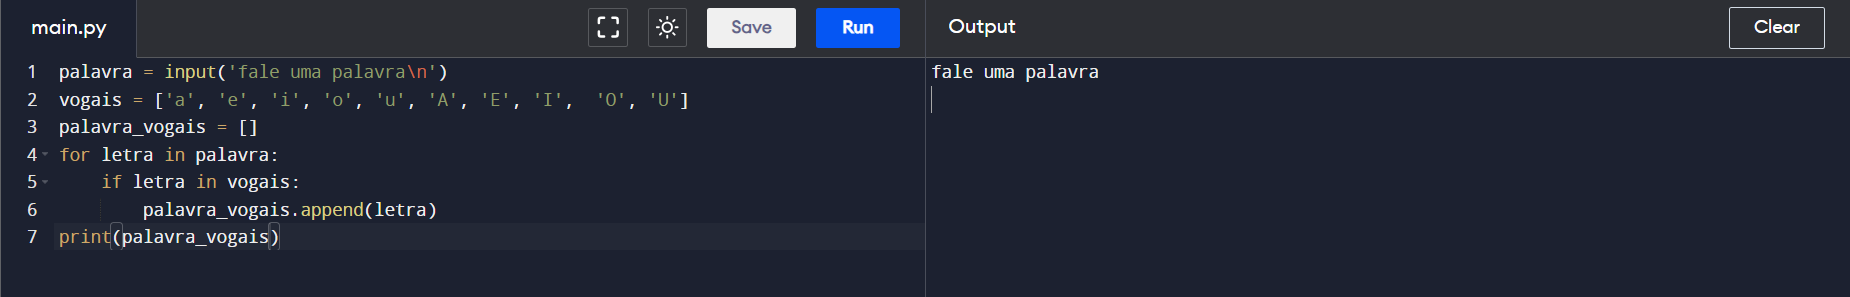 main.py
Save
Run
Output
Clear
1 palavra = input('fale uma palavra\n')
2 vogais = ['a', 'e', 'i', 'o', 'u', 'A', 'E', 'I',  'O', 'U']
3 palavra_vogais = []
4 for letra in palavra:
5     if letra in vogais:
6         palavra_vogais.append(letra)
7 print(palavra_vogais)
fale uma palavra